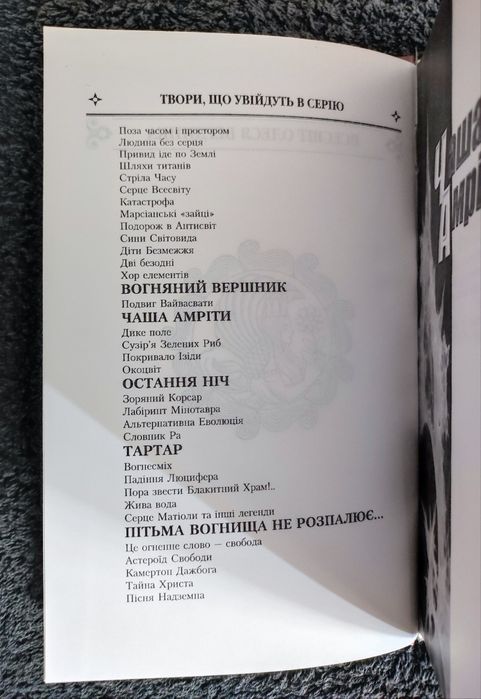 ТВОРИ, ЩО УВІЙДУТЬ В СЕРІЮ
Поза часом і простором
Людина без серця
Привид іде по Землі
Шляхи титанів
Стріла Часу
Серце Всесвіту
Катастрофа
Марсіанські «зайці»
Подорож в Антисвіт
Сини Світовида
Діти Безмежжя
Дві безодні
Хор елементів
ВОГНЯНИЙ ВЕРШНИК
Подвиг Вайвасвати
ЧАША АМРІТИ
Дике поле
Сузір'я Зелених Риб
Покривало Ізіди
Окоцвіт
ОСТАННЯ НІЧ
Зоряний Корсар
Лабіринт Мінотавра
Альтернативна Еволюція
Словник Ра
ТАРТАР
Вогнесміх
Падіння Люцифера
Пора звести Блакитний Храм!..
Жива вода
Серце Матіоли та інші легенди
ПІТЬМА ВОГНИЩА НЕ РОЗПАЛЮЄ...
Це огненне слово — свобода
Астероїд Свободи
Камертон Дажбога
Тайна Христа
Пісня Надземна
Чаша
Амрі